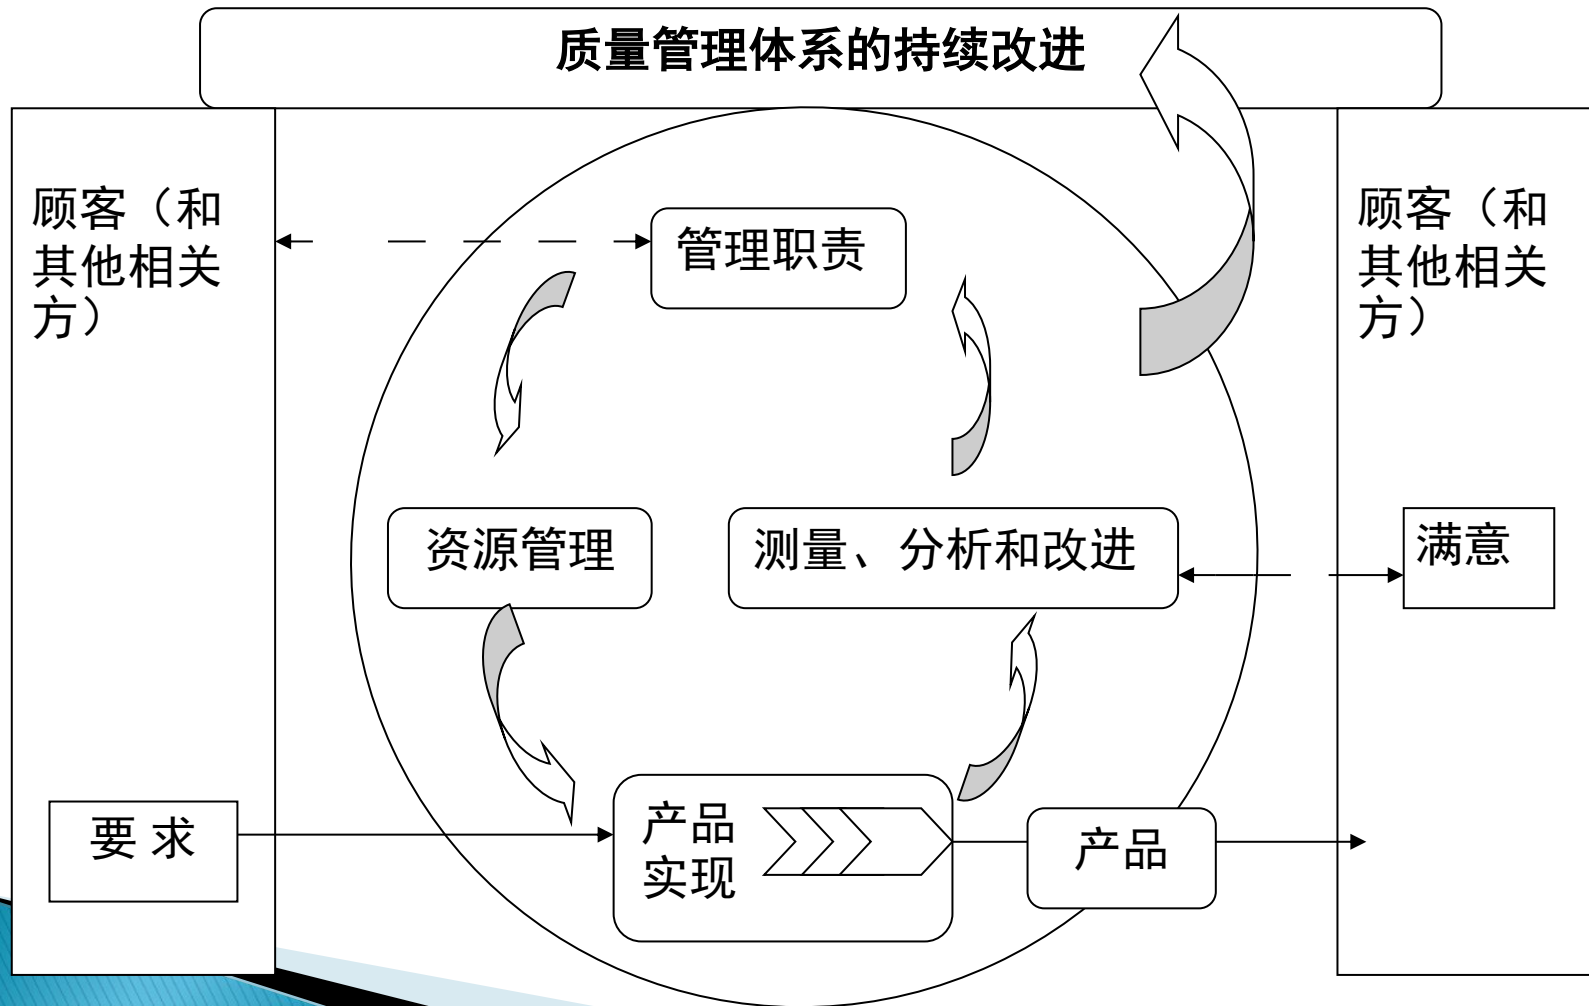 质量管理体系的持续改进
顾客（和
其他相关
方）
管理职责
顾客（和
其他相关
方）
资源管理
测量、分析和改进
满意
要 求
产品
实现
产品